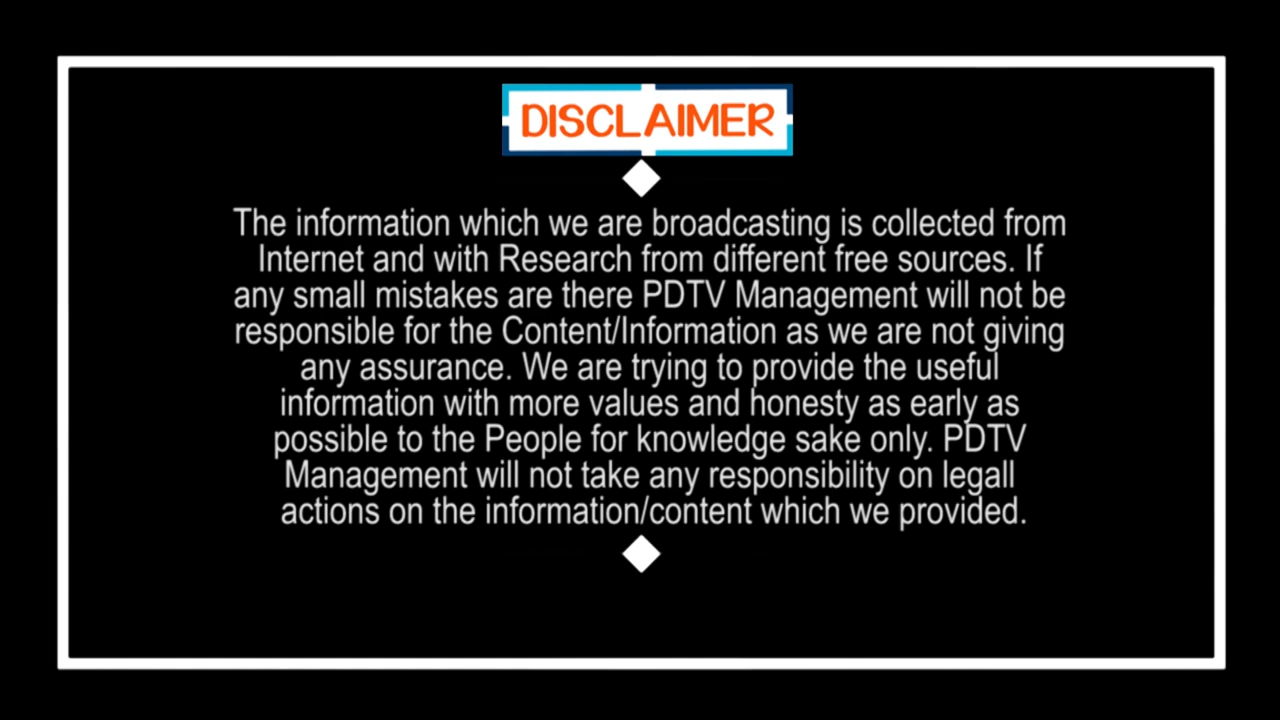 DISCLAIMER
The information which we are broadcasting is collected from
Internet and with Research from different free sources. If
any small mistakes are there PDTV Management will not be
responsible for the Content/Information as we are not giving
any assurance. We are trying to provide the useful
information with more values and honesty as early as
possible to the People for knowledge sake only. PDTV
Management will not take any responsibility on legall
actions on the information/content which we provided.